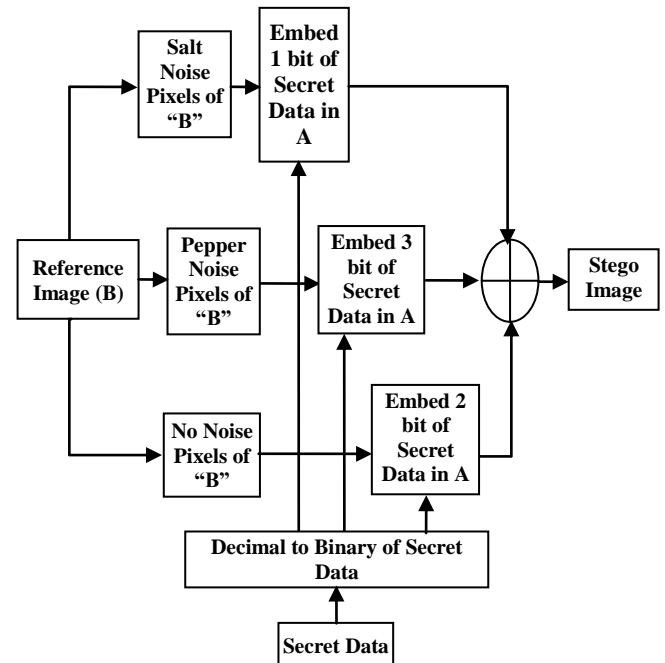 Salt
Noise
Pixels of
“B”
Embed
1 bit of
Secret
Data in
A
Reference
Image (B)
Pepper
Noise
Pixels of
“B”
Embed 3
bit of
Secret
Data in A
Stego
Image
No Noise
Pixels of
“B”
Embed 2
bit of
Secret
Data in A
Decimal to Binary of Secret
Data
Secret Data